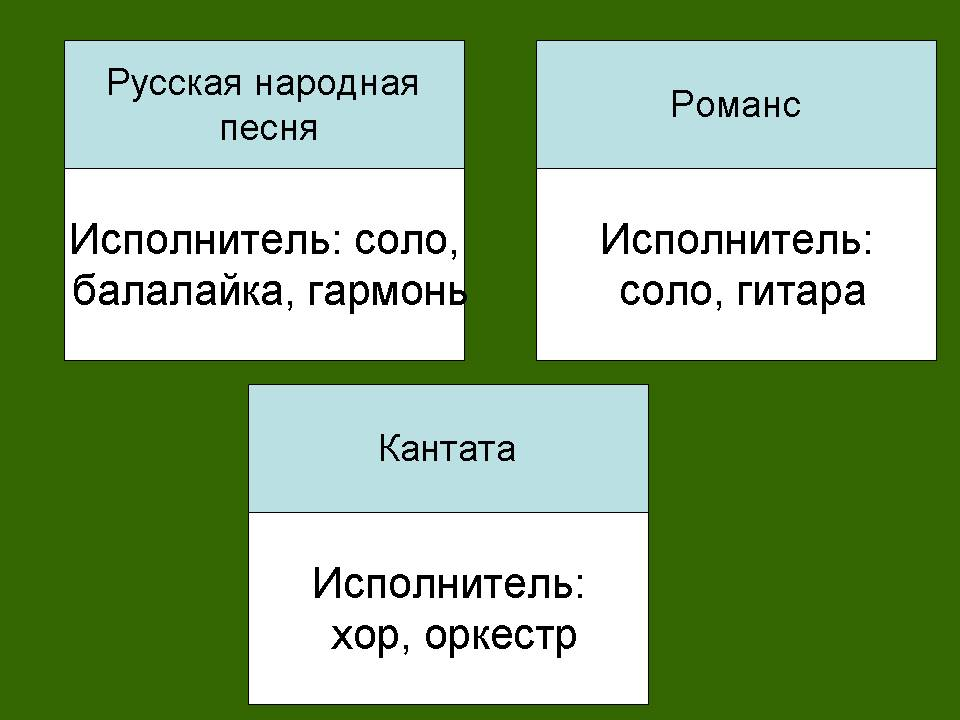 Русская народная
песня
Исполнитель: соло,
балалайка, гармонь
Романс
Исполнитель:
соло, гитара
Кантата
Исполнитель:
хор, оркестр